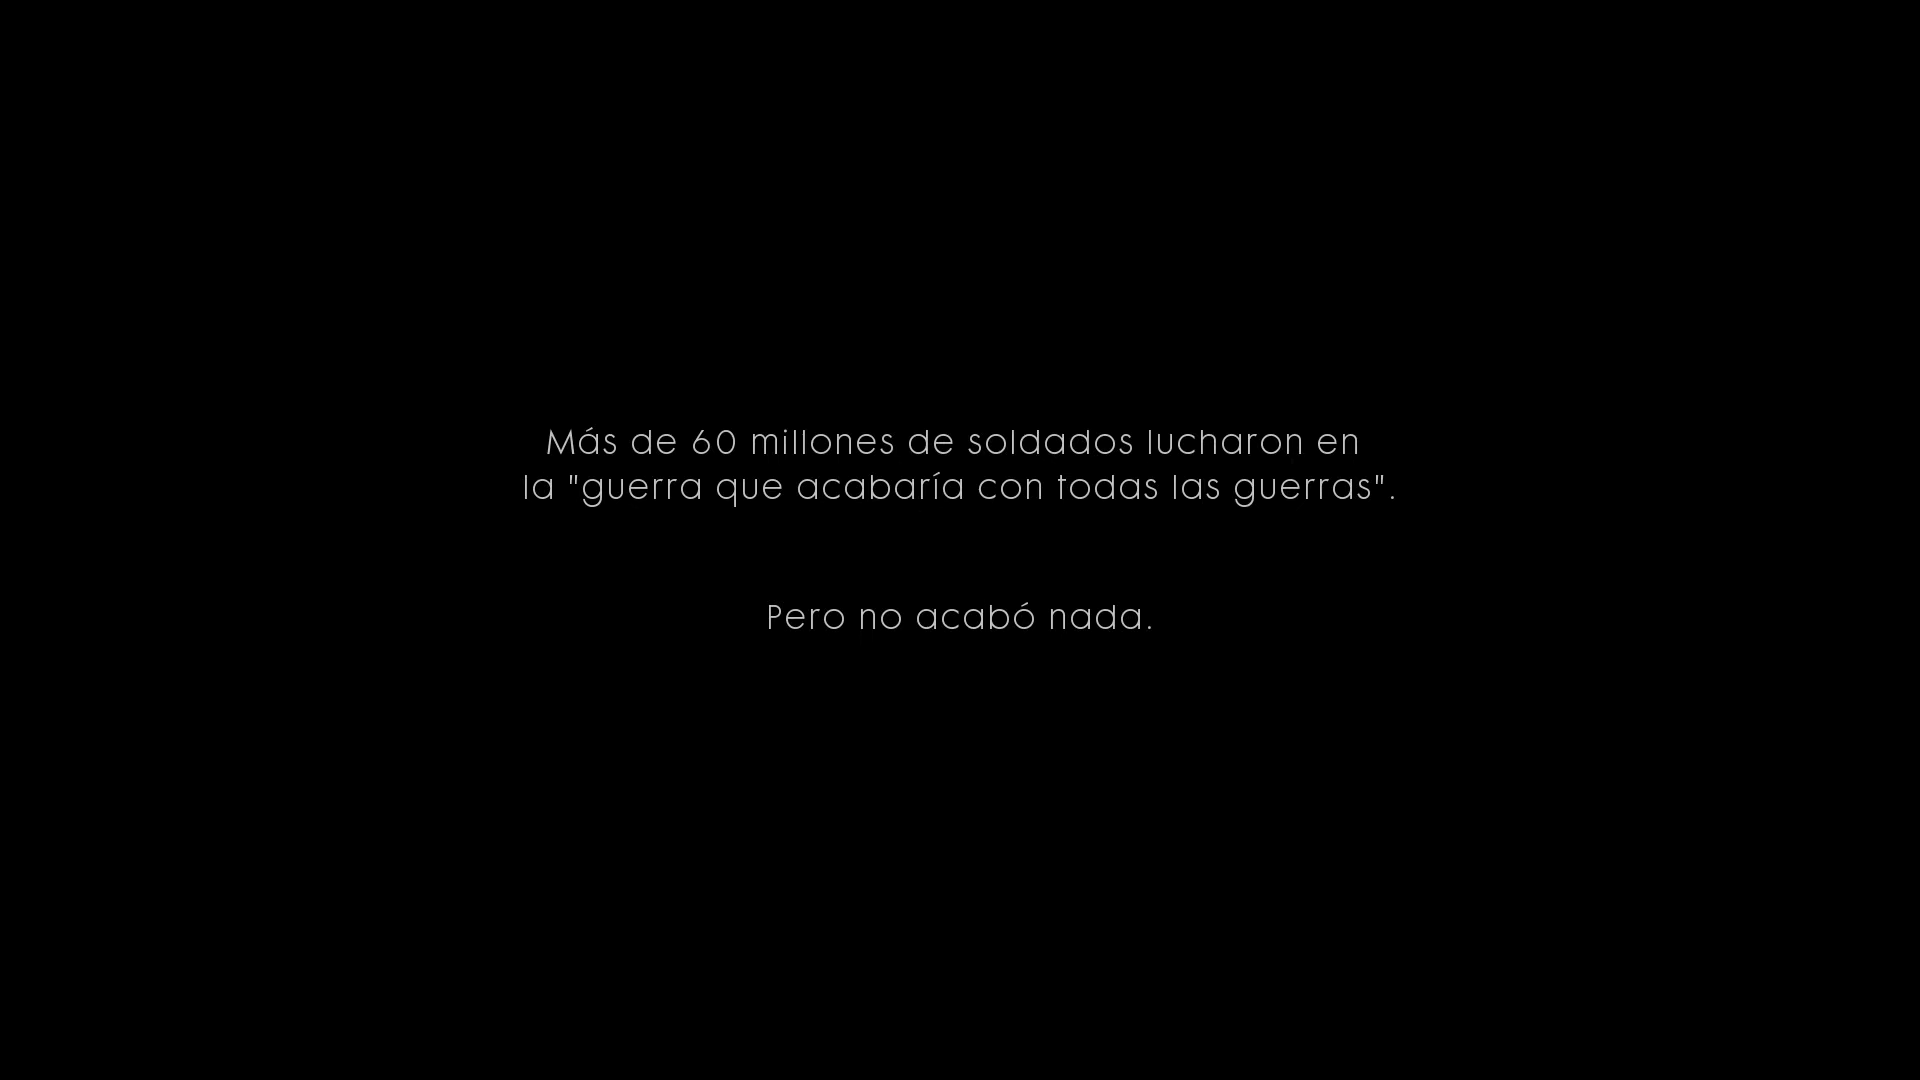 Más de 60 millones de soldados lucharon en
la "guerra que acabaría con todas las guerras".
Pero no acabó nada.